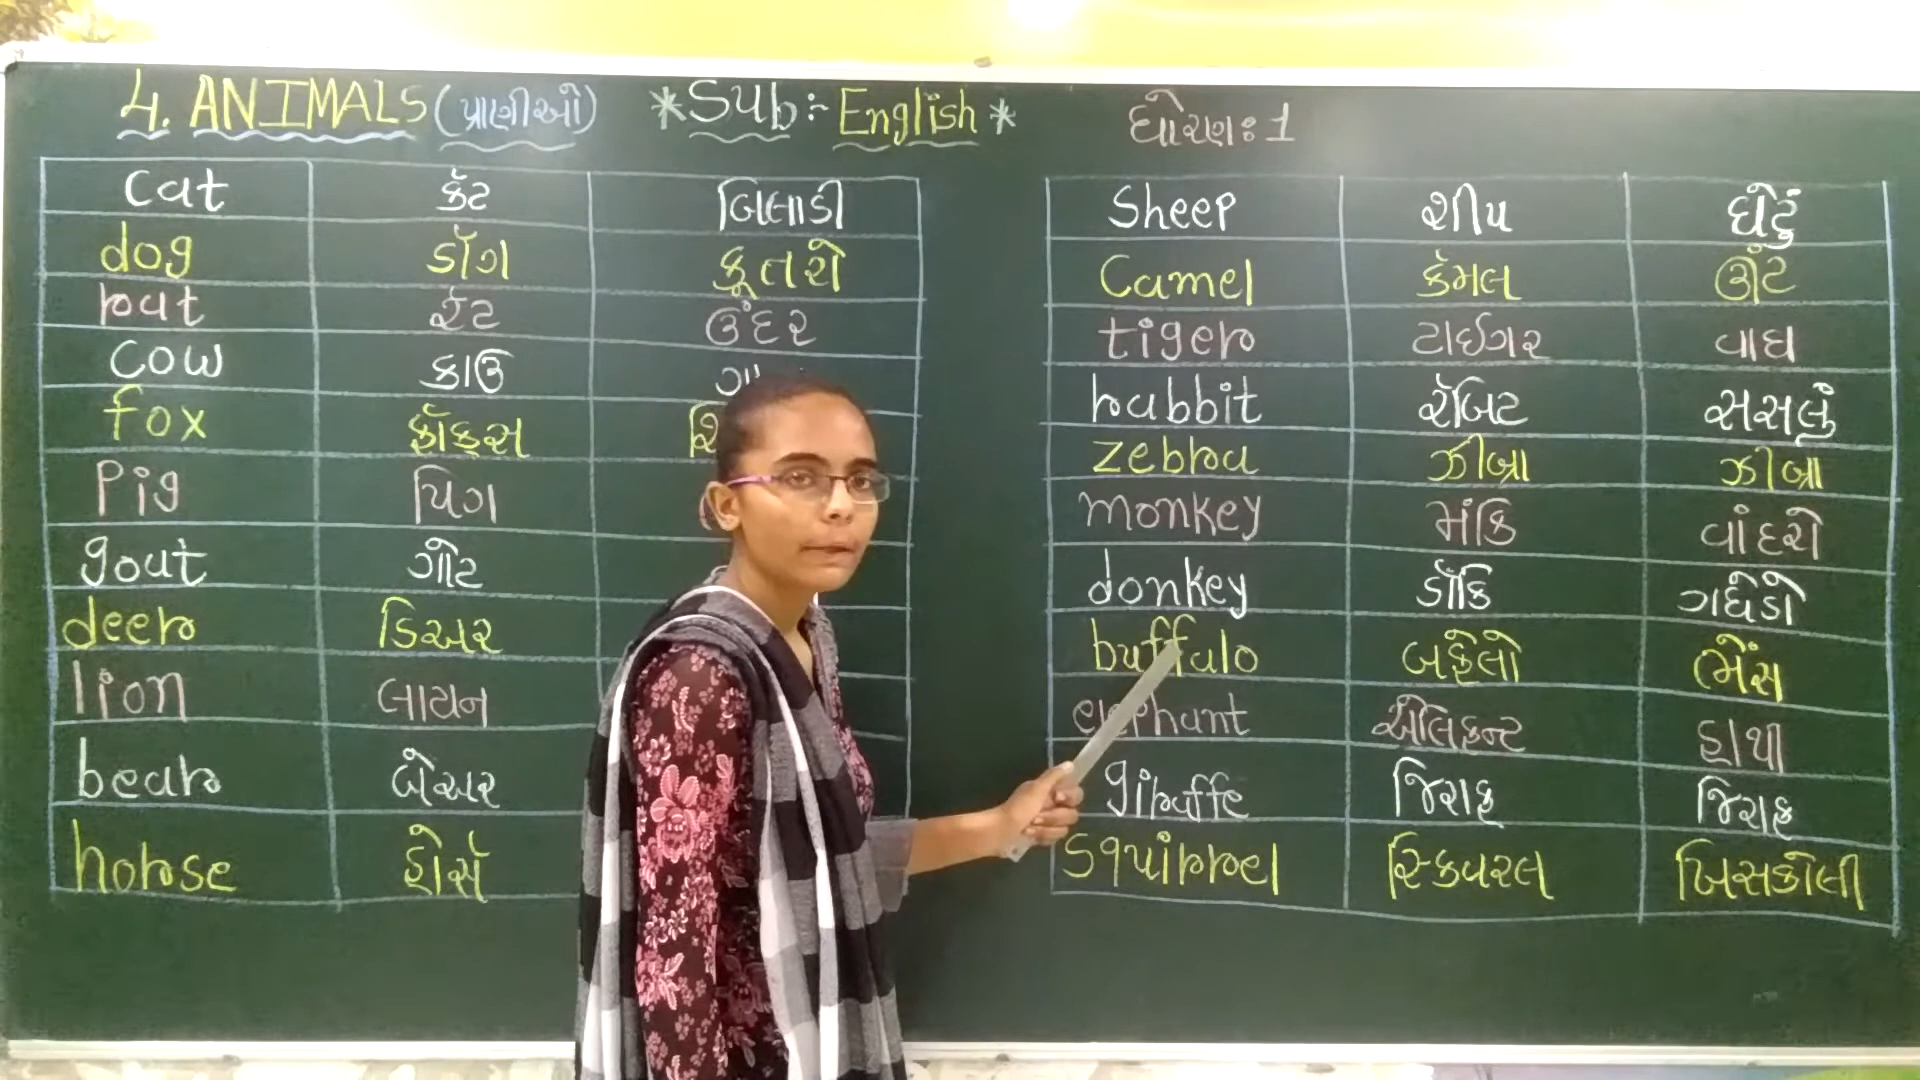 4. ANIMALS (પ્રાણીઓ) *Sub:- English* ધોરણ: 1
cat કૅટ બિલાડી
dog ડૉગ કૂતરો
rat રૅટ ઉંદર
cow કાઉ
fox ફૉક્સ
Pig પિગ
goat ગોટ
deer ડિઅર
lion લાયન
bear બેઅર
horse હોર્સ
Sheep શીપ ઘેટું
Camel કૅમલ ઊંટ
tiger ટાઈગર વાઘ
rabbit રૅબિટ સસલું
zebra ઝીબ્રા ઝીબ્રા
monkey મંકિ વાંદરો
donkey ડૉંકિ ગધેડો
buffalo બફેલો ભેંસ
elephant એલિફન્ટ હાથી
giraffe જિરાફ જિરાફ
Squirrel સ્કિવરલ ખિસકોલી